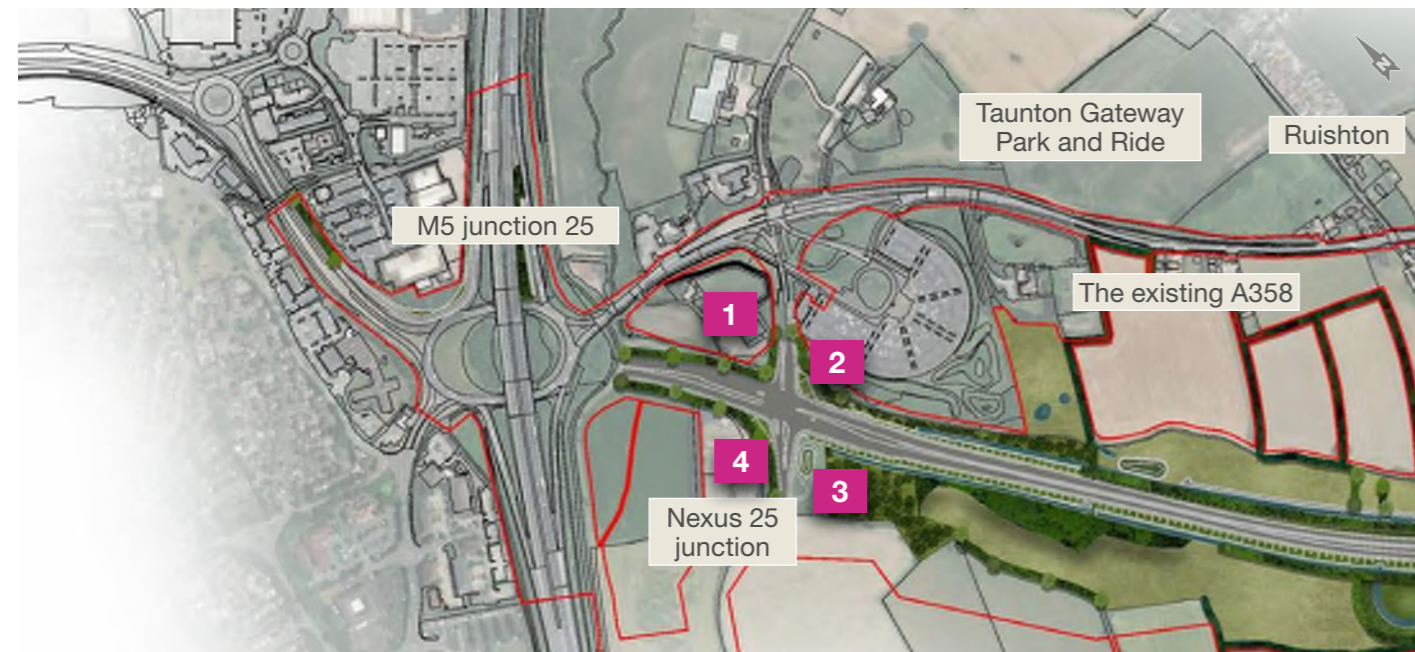 Taunton Gateway
Park and Ride
Ruishton
M5 junction 25
The existing A358
1
2
4
3
Nexus 25
junction
N